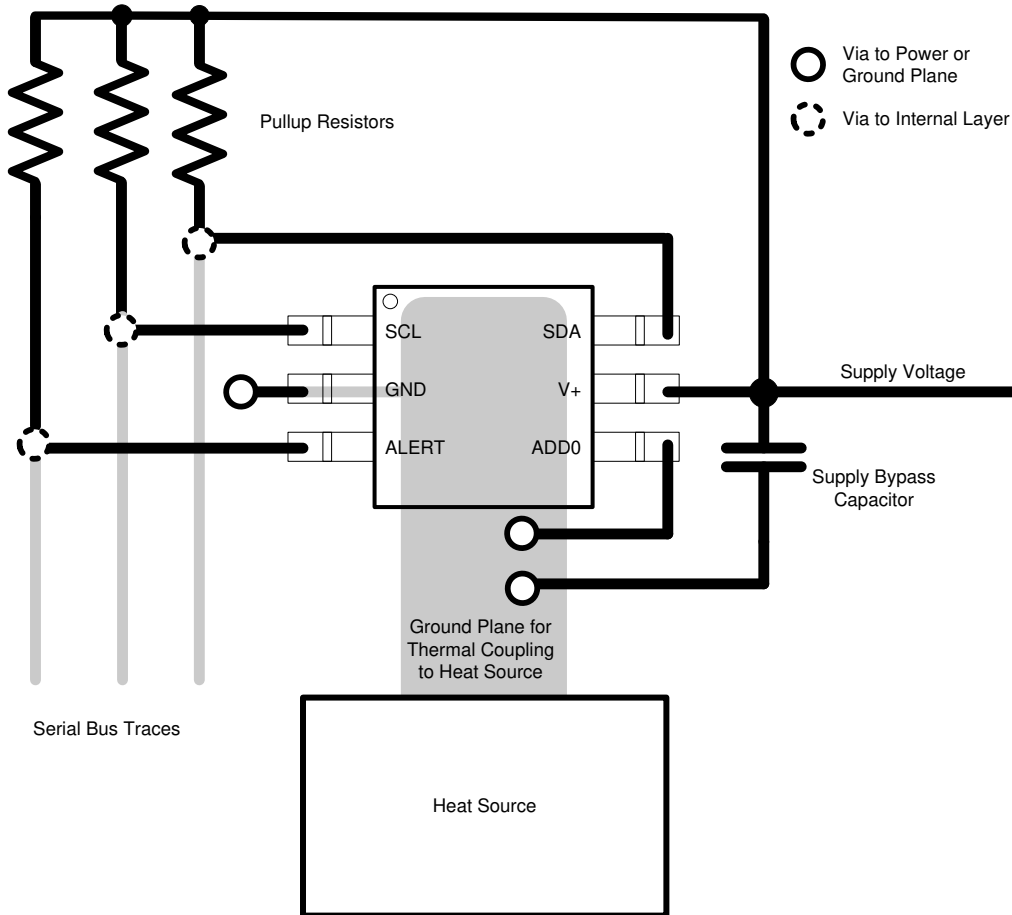 Via to Power or
Ground Plane
Via to Internal Layer
Pullup Resistors
SCL
SDA
GND
V+
ALERT
ADD0
Supply Voltage
Supply Bypass
Capacitor
Ground Plane for
Thermal Coupling
to Heat Source
Serial Bus Traces
Heat Source